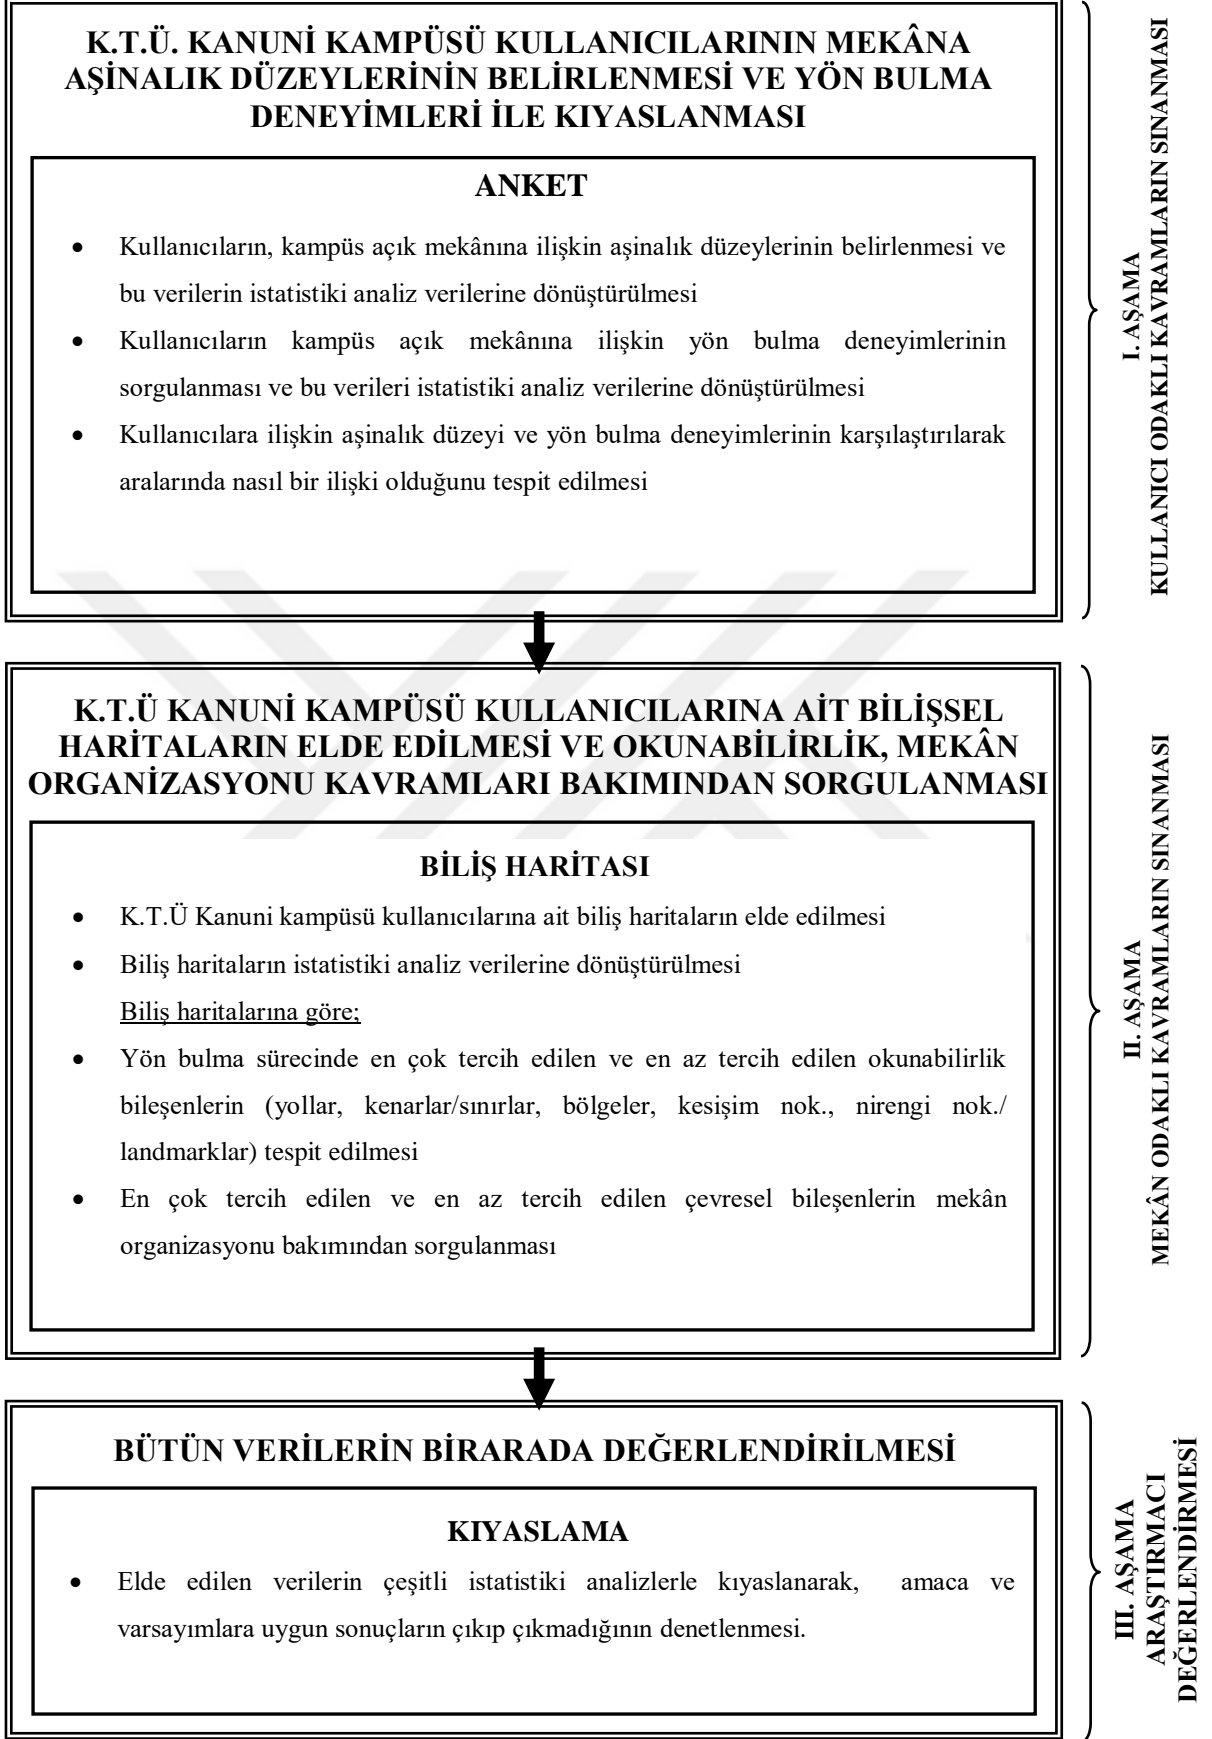 K.T.Ü. KANUNİ KAMPÜSÜ KULLANICILARININ MEKÂNA
AŞİNALIK DÜZEYLERİNİN BELİRLENMESİ VE YÖN BULMA
DENEYİMLERİ İLE KIYASLANMASI
ANKET
• Kullanıcıların, kampüs açık mekânına ilişkin aşinalık düzeylerinin belirlenmesi ve
bu verilerin istatistiki analiz verilerine dönüştürülmesi
• Kullanıcıların kampüs açık mekânına ilişkin yön bulma deneyimlerinin
sorgulanması ve bu verileri istatistiki analiz verilerine dönüştürülmesi
• Kullanıcılara ilişkin aşinalık düzeyi ve yön bulma deneyimlerinin karşılaştırılarak
aralarında nasıl bir ilişki olduğunu tespit edilmesi
I. AŞAMA
KULLANICI ODAKLI KAVRAMLARIN SINANMASI
K.T.Ü KANUNİ KAMPÜSÜ KULLANICILARINA AİT BİLİŞSEL
HARİTALARIN ELDE EDİLMESİ VE OKUNABİLİRLİK, MEKÂN
ORGANİZASYONU KAVRAMLARI BAKIMINDAN SORGULANMASI
BİLİŞ HARİTASI
• K.T.Ü Kanuni kampüsü kullanıcılarına ait biliş haritaların elde edilmesi
• Biliş haritaların istatistiki analiz verilerine dönüştürülmesi
Biliş haritalarına göre;
• Yön bulma sürecinde en çok tercih edilen ve en az tercih edilen okunabilirlik
bileşenlerin (yollar, kenarlar/sınırlar, bölgeler, kesişim nok., nirengi nok./
landmarklar) tespit edilmesi
• En çok tercih edilen ve en az tercih edilen çevresel bileşenlerin mekân
organizasyonu bakımından sorgulanması
II. AŞAMA
MEKÂN ODAKLI KAVRAMLARIN SINANMASI
BÜTÜN VERİLERİN BİRARADA DEĞERLENDİRİLMESİ
KIYASLAMA
• Elde edilen verilerin çeşitli istatistiki analizlerle kıyaslanarak, amaca ve
varsayımlara uygun sonuçların çıkıp çıkmadığının denetlenmesi.
III. AŞAMA
ARAŞTIRMACI
DEĞERLENDİRMESİ